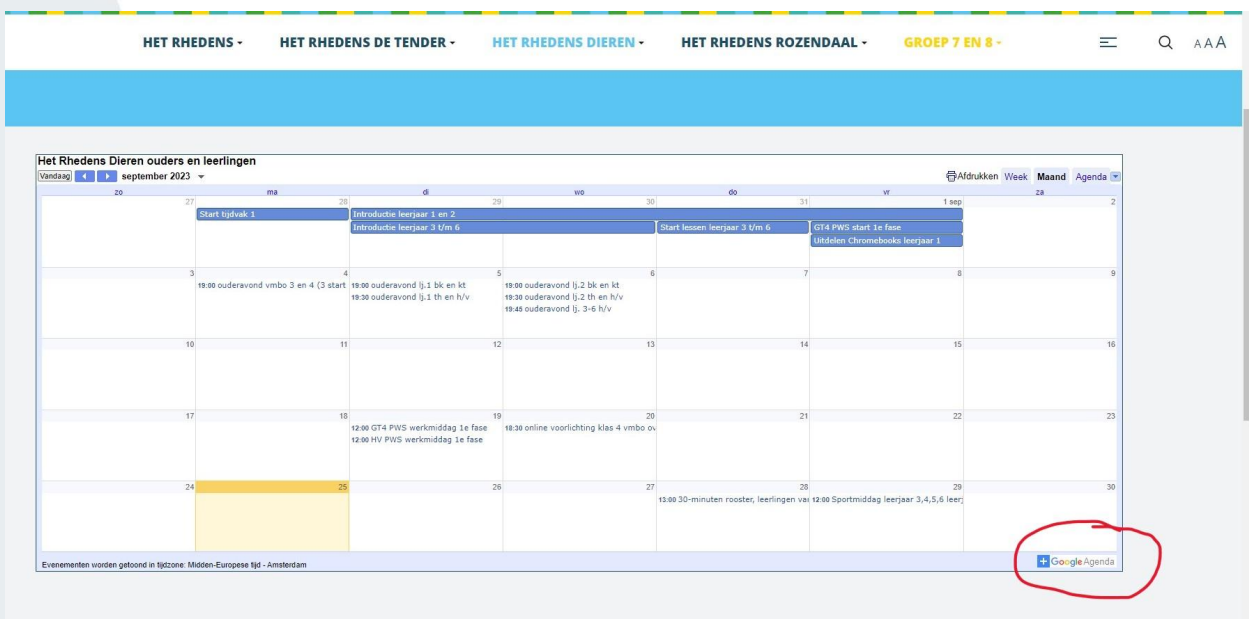 HET RHEDENS HET RHEDENS DE TENDER HET RHEDENS DIEREN HET RHEDENS ROZENDAAL GROEP 7 EN 8 A A A
Het Rhedens Dieren ouders en leerlingen
Vandaag september 2023 Afdrukken Week Maand Agenda
zo ma di wo do vr za
27 28 29 30 31 1 sep 2
Start tijdvak 1 Introductie leerjaar 1 en 2
Introductie leerjaar 3 t/m 6 Start lessen leerjaar 3 t/m 6 GT4 PWS start 1e fase
Uitdelen Chromebooks leerjaar 1
3 4 5 6 7 8 9
19:00 ouderavond vmbo 3 en 4 (3 start 19:00 ouderavond lj.1 bk en kt 19:00 ouderavond lj.2 bk en kt
19:30 ouderavond lj.1 th en h/v 19:30 ouderavond lj.2 th en h/v
19:45 ouderavond lj. 3-6 h/v
10 11 12 13 14 15 16
17 18 19 20 21 22 23
12:00 GT4 PWS werkmiddag 1e fase 18:30 online voorlichting klas 4 vmbo ov
12:00 HV PWS werkmiddag 1e fase
24 25 26 27 28 29 30
13:00 30-minuten rooster, leerlingen van 12:00 Sportmiddag leerjaar 3,4,5,6 leerj
Evenementen worden getoond in tijdzone: Midden-Europese tijd - Amsterdam + Google Agenda